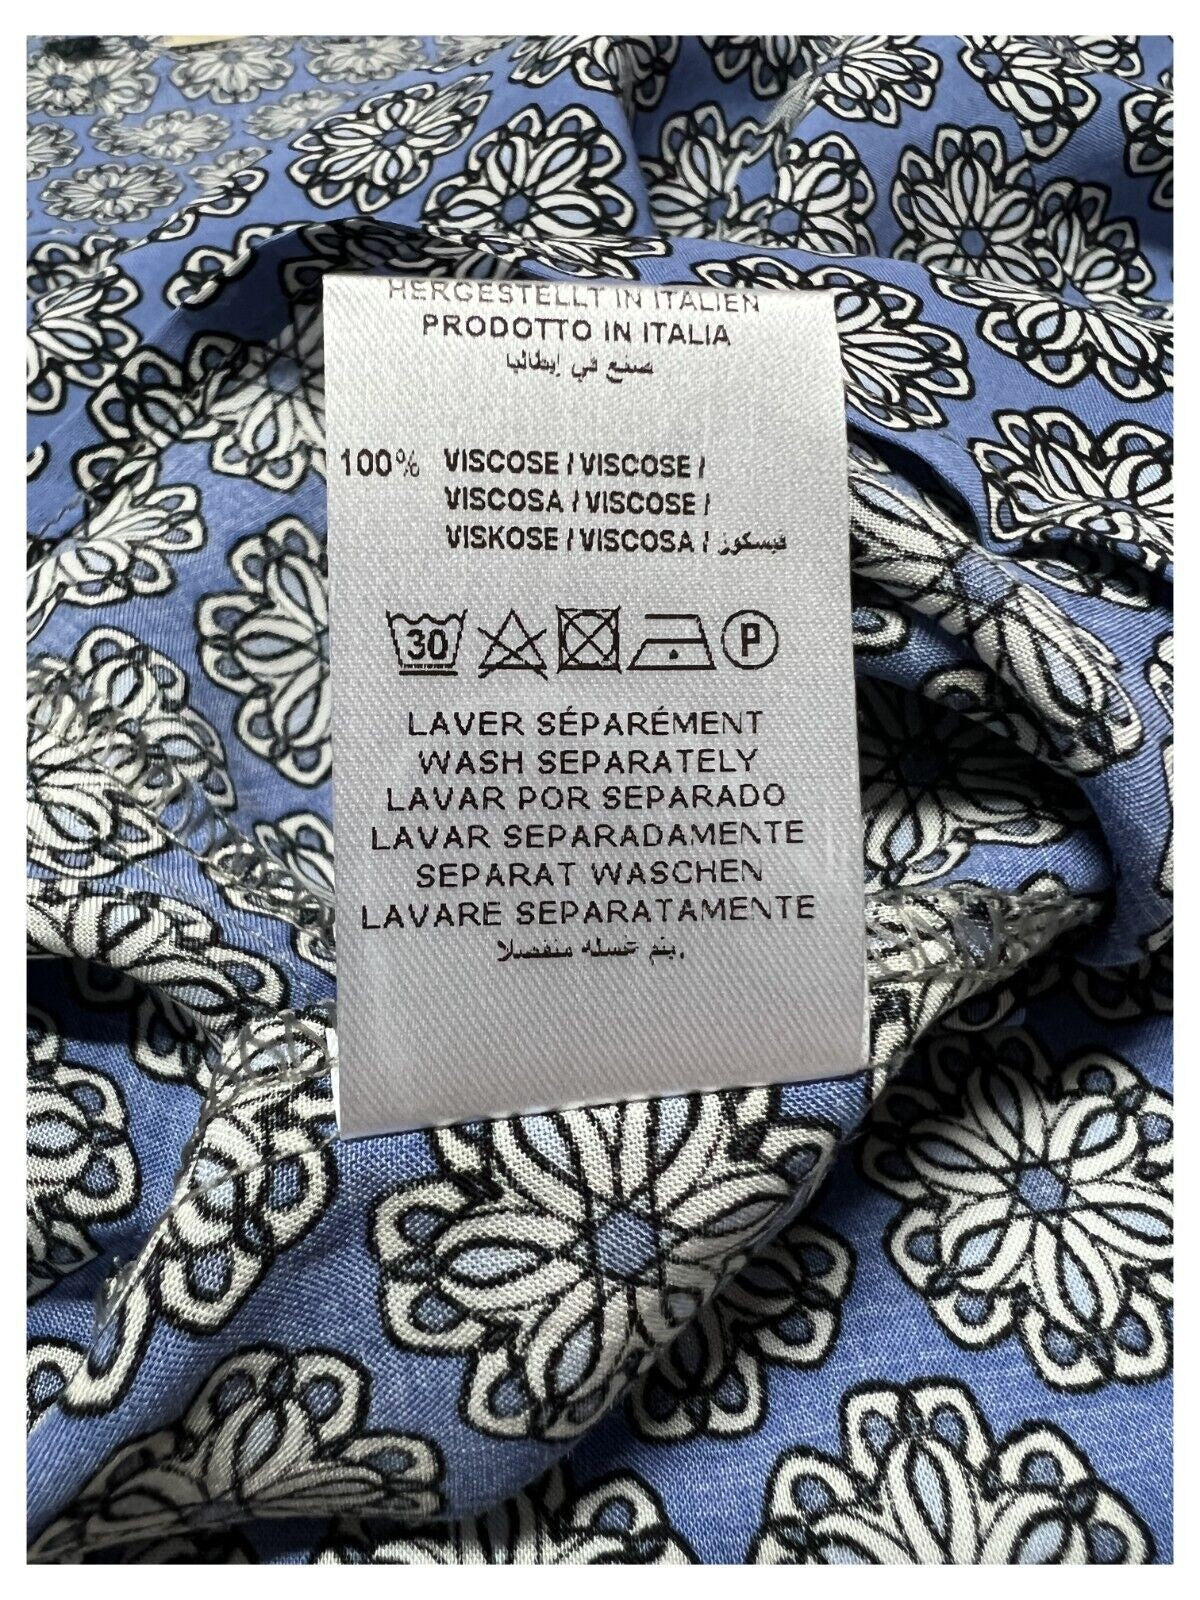 HERGESTELLT IN ITALIEN
PRODOTTO IN ITALIA
صنع في إيطاليا
100% VISCOSE / VISCOSE /
VISCOSA / VISCOSE /
VISKOSE / VISCOSA / فيسكوز
30 P
LAVER SÉPARÉMENT
WASH SEPARATELY
LAVAR POR SEPARADO
LAVAR SEPARADAMENTE
SEPARAT WASCHEN
LAVARE SEPARATAMENTE
يتم غسله منفصلا.